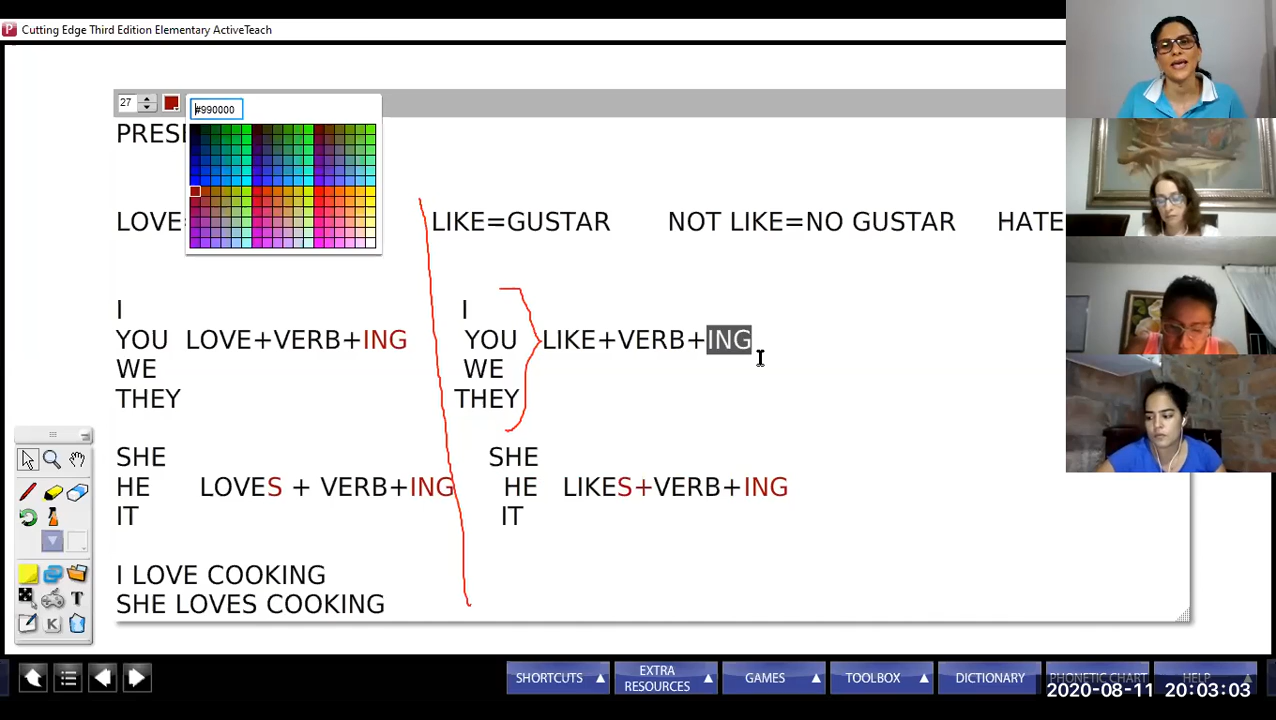 Cutting Edge Third Edition Elementary ActiveTeach
27
#990000
LIKE=GUSTAR
NOT LIKE=NO GUSTAR
HATE
I
YOU LOVE+VERB+ING
WE
THEY
I
YOU LIKE+VERB+ING
WE
THEY
SHE
HE LOVES + VERB+ING
IT
SHE
HE LIKES+VERB+ING
IT
I LOVE COOKING
SHE LOVES COOKING
T
K
SHORTCUTS
EXTRA
RESOURCES
GAMES
TOOLBOX
DICTIONARY
PHONETIC CHART
HELP
2020-08-11 20:03:03